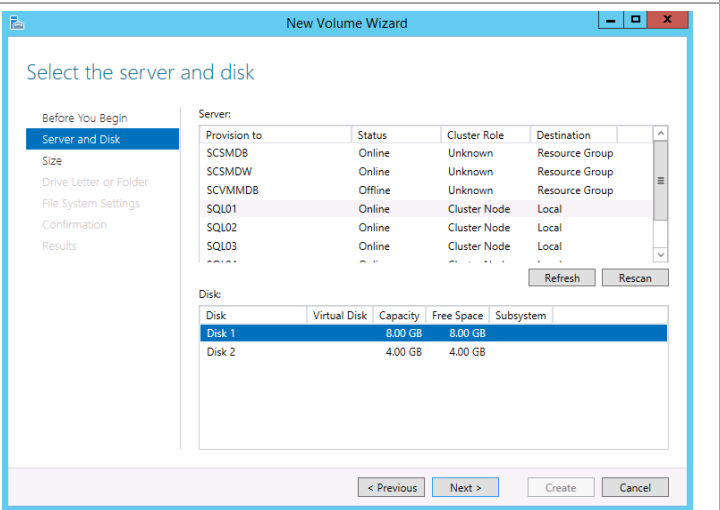 New Volume Wizard
Select the server and disk
Before You Begin
Server and Disk
Size
Drive Letter or Folder
File System Settings
Confirmation
Results
Server:
Provision to Status Cluster Role Destination
SCSMDB Online Unknown Resource Group
SCSMDW Online Unknown Resource Group
SCVMMDB Offline Unknown Resource Group
SQL01 Online Cluster Node Local
SQL02 Online Cluster Node Local
SQL03 Online Cluster Node Local
Refresh Rescan
Disk:
Disk Virtual Disk Capacity Free Space Subsystem
Disk 1 8.00 GB 8.00 GB
Disk 2 4.00 GB 4.00 GB
< Previous Next > Create Cancel